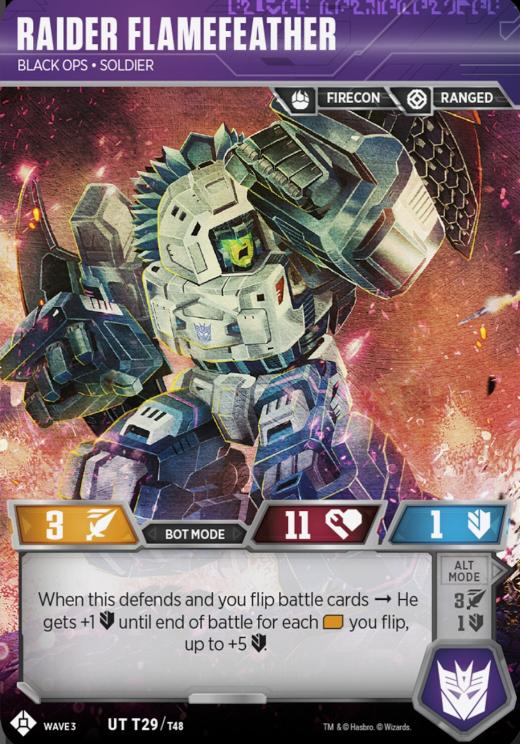 RAIDER FLAMEFEATHER
BLACK OPS • SOLDIER
FIRECON RANGED
3 BOT MODE 11 1
ALT
MODE
3
1
When this defends and you flip battle cards → He
gets +1 until end of battle for each you flip,
up to +5 .
WAVE 3 UT T29/T48 TM & © Hasbro. © Wizards.